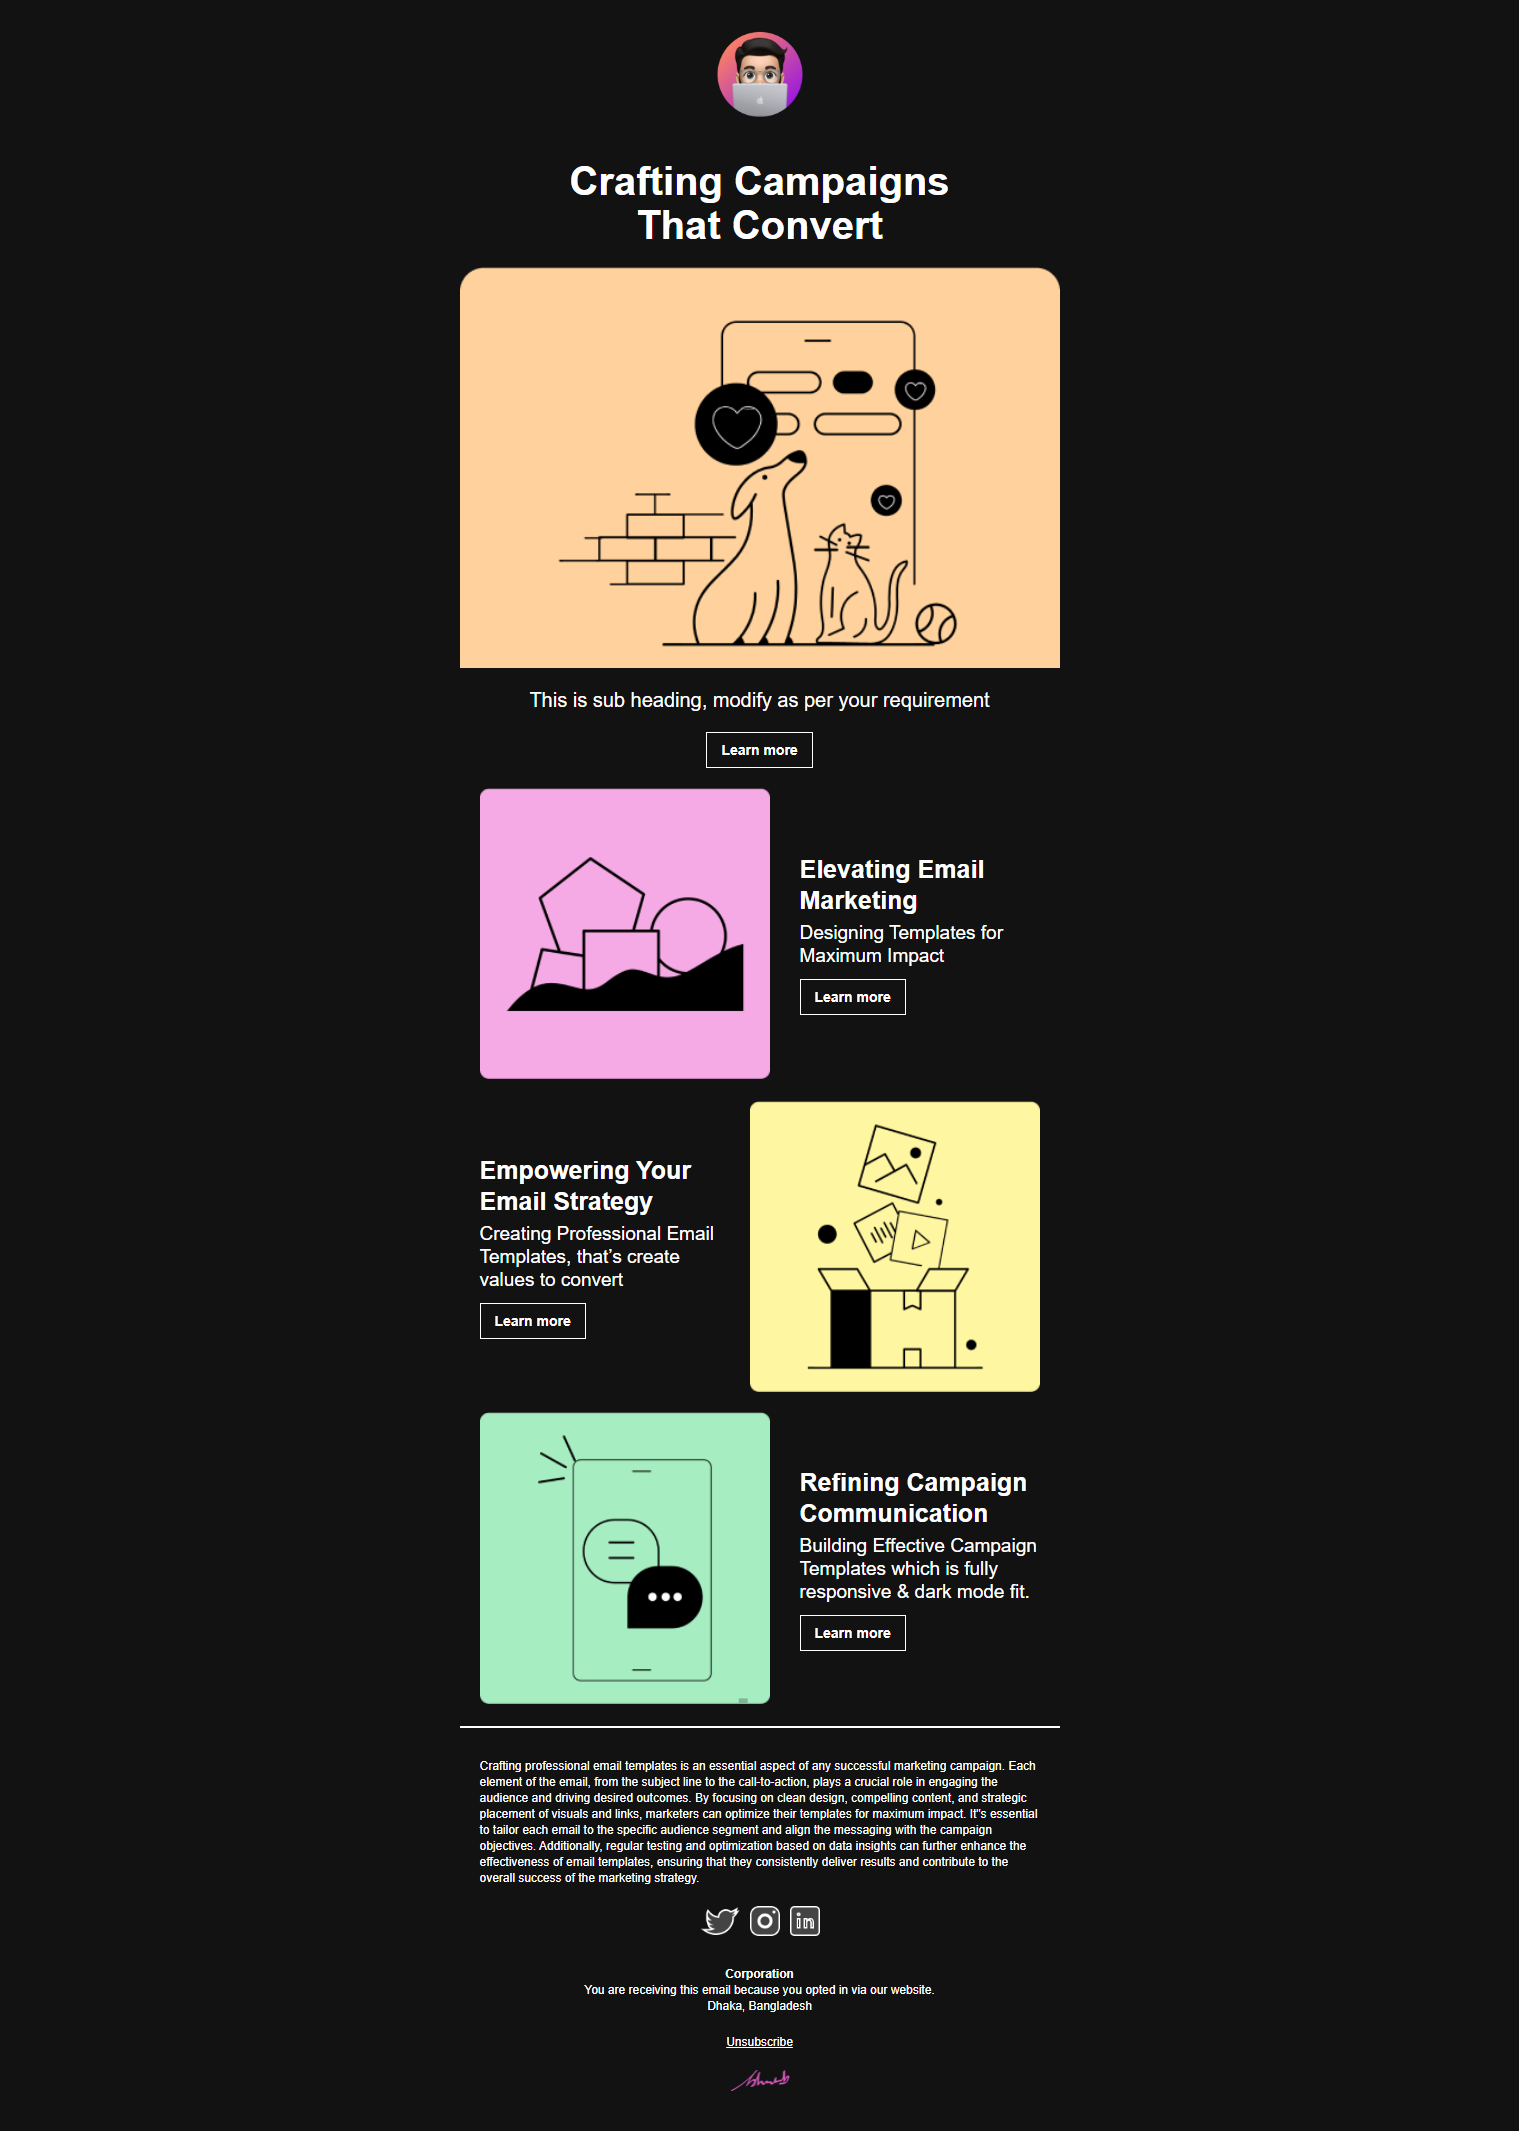 Crafting Campaigns
That Convert
This is sub heading, modify as per your requirement
Learn more
Elevating Email
Marketing
Designing Templates for
Maximum Impact
Learn more
Empowering Your
Email Strategy
Creating Professional Email
Templates, that’s create
values to convert
Learn more
Refining Campaign
Communication
Building Effective Campaign
Templates which is fully
responsive & dark mode fit.
Learn more
Crafting professional email templates is an essential aspect of any successful marketing campaign. Each
element of the email, from the subject line to the call-to-action, plays a crucial role in engaging the
audience and driving desired outcomes. By focusing on clean design, compelling content, and strategic
placement of visuals and links, marketers can optimize their templates for maximum impact. It"s essential
to tailor each email to the specific audience segment and align the messaging with the campaign
objectives. Additionally, regular testing and optimization based on data insights can further enhance the
effectiveness of email templates, ensuring that they consistently deliver results and contribute to the
overall success of the marketing strategy.
in
Corporation
You are receiving this email because you opted in via our website.
Dhaka, Bangladesh
Unsubscribe